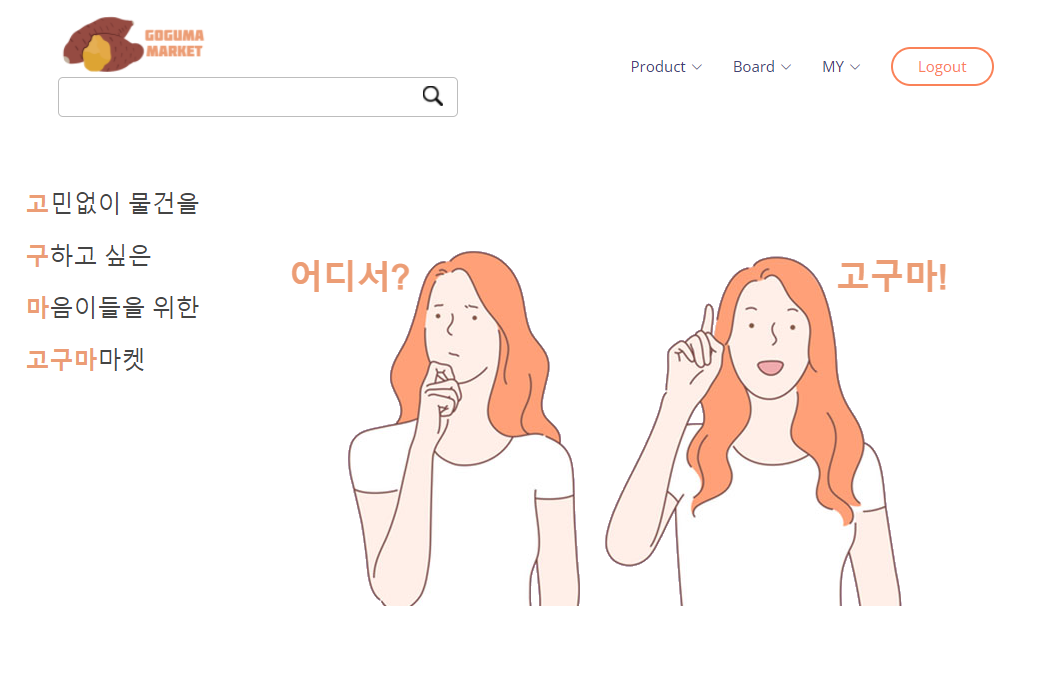 GOGUMA
MARKET
Product
Board
MY
Logout
고민없이 물건을
구하고 싶은
마음이들을 위한
고구마마켓
어디서?
고구마!